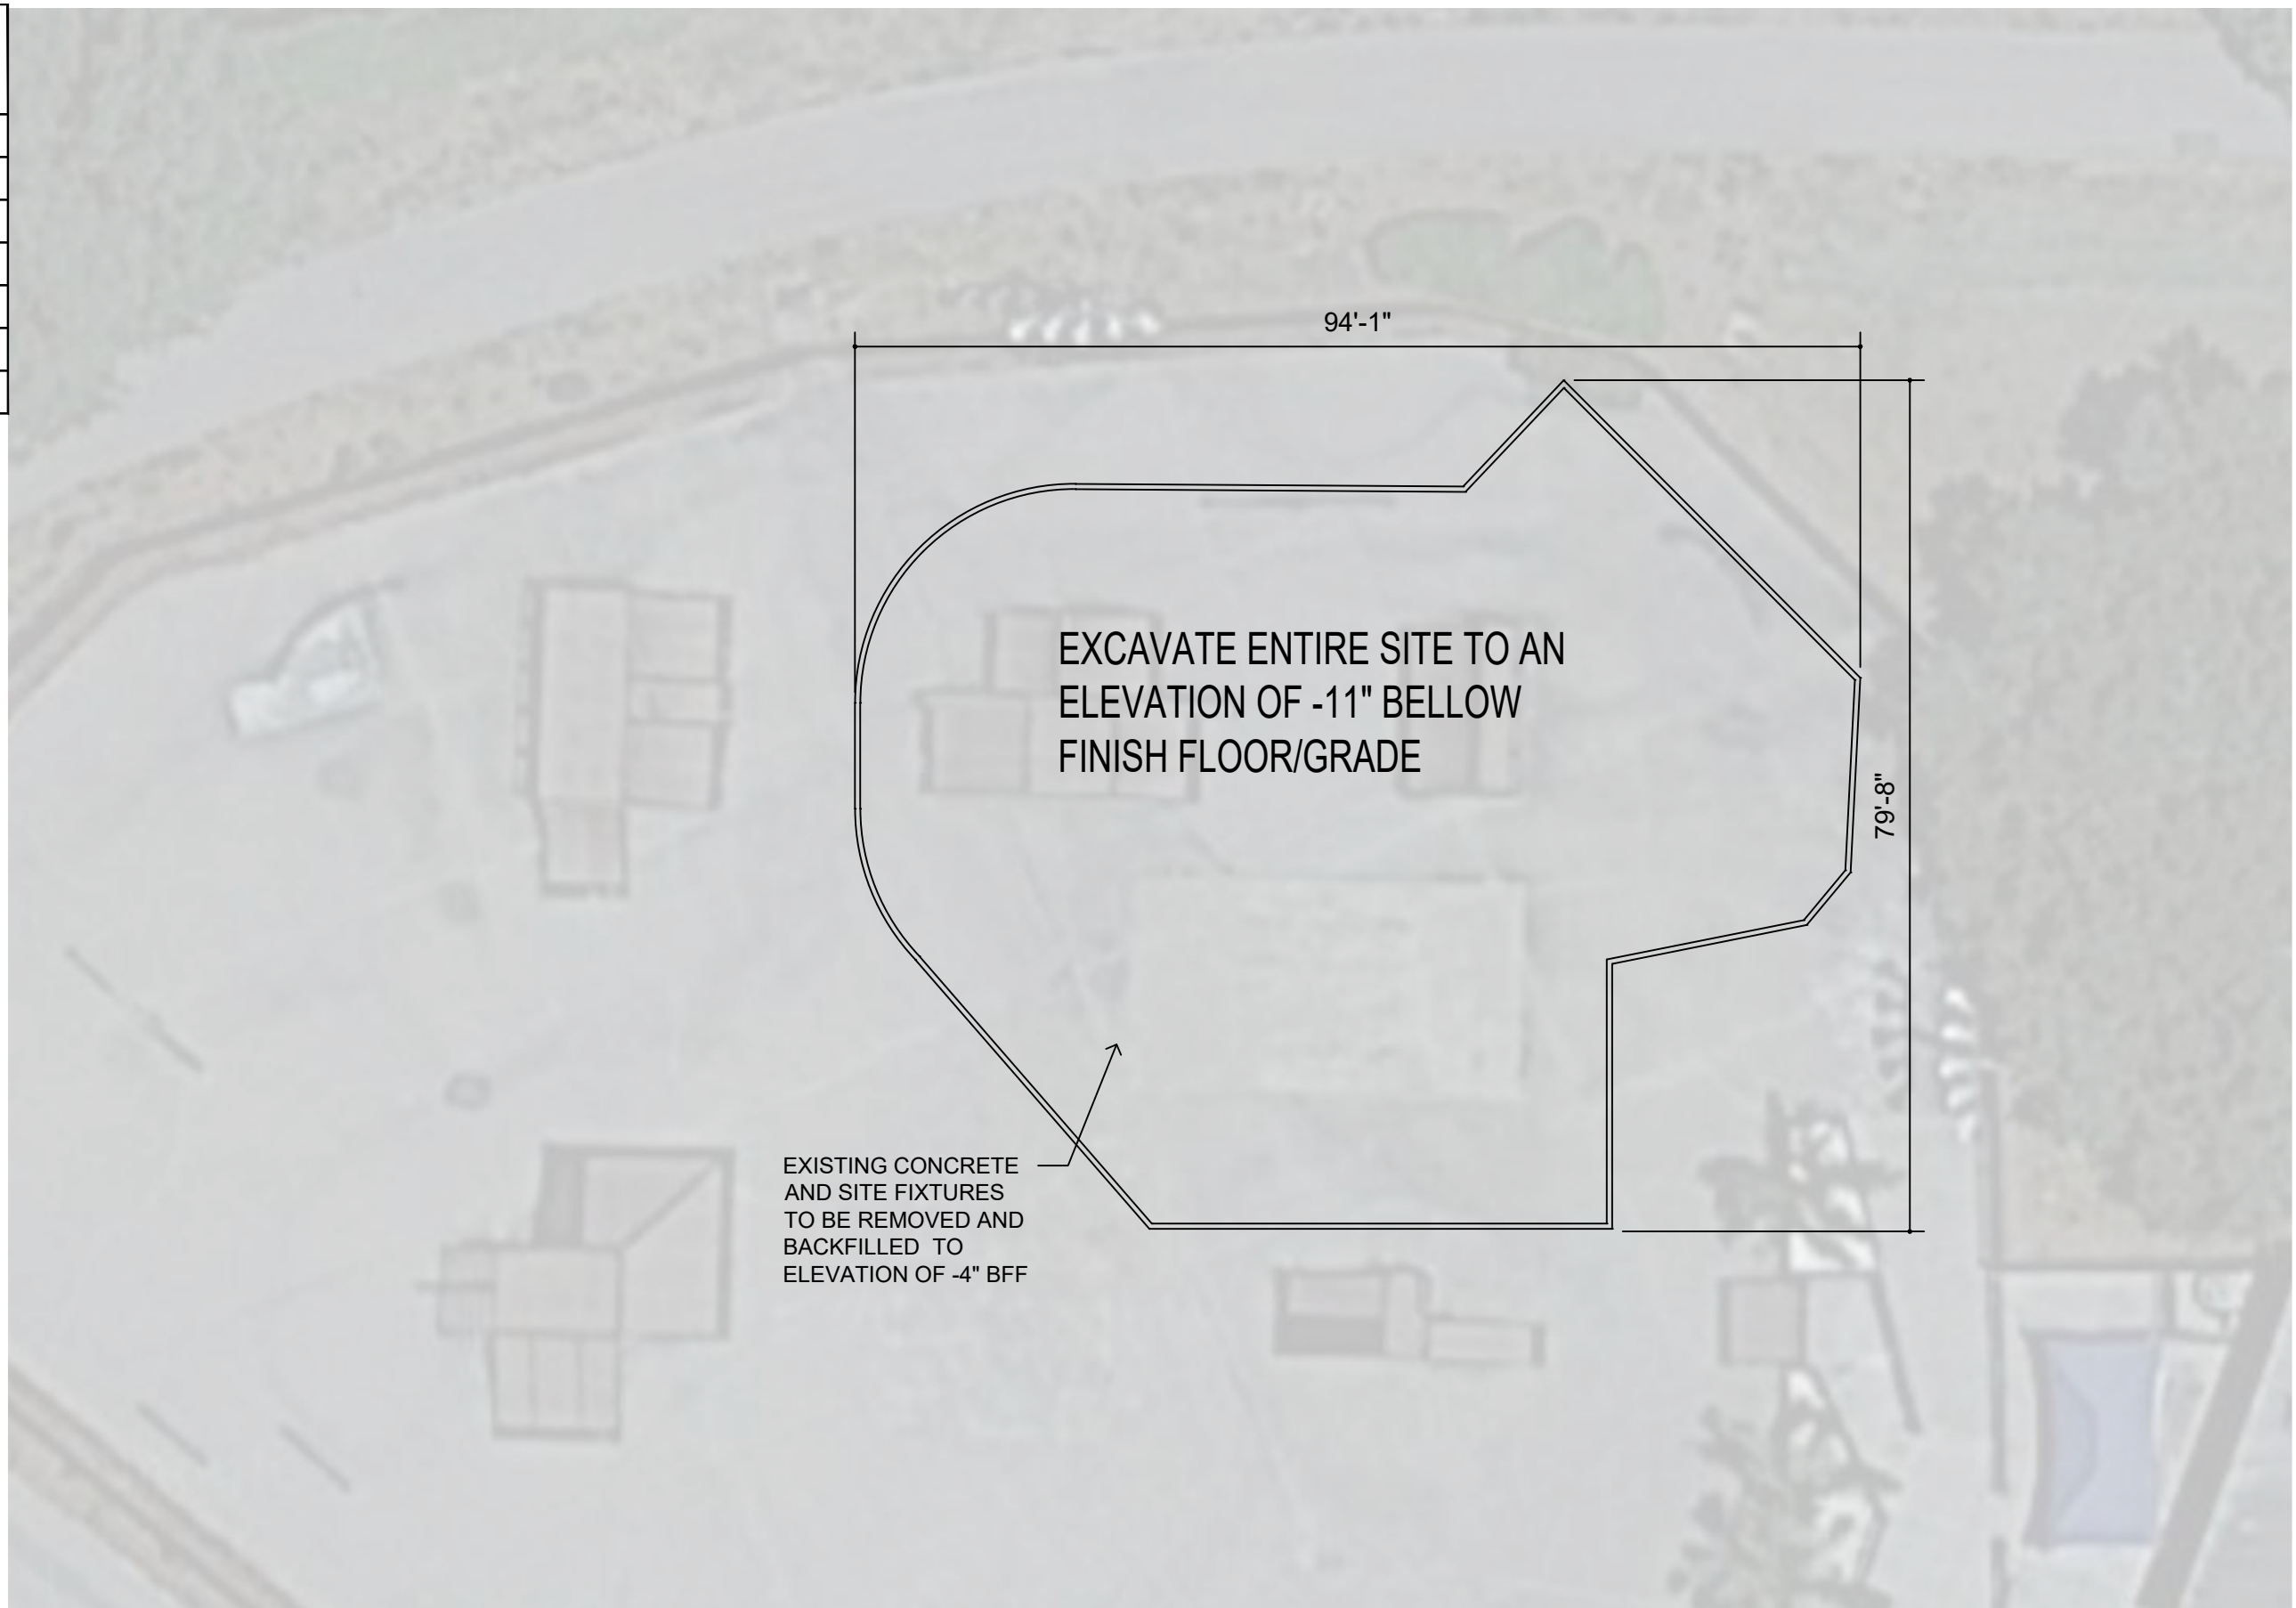 94'-1"
EXCAVATE ENTIRE SITE TO AN
ELEVATION OF -11" BELLOW
FINISH FLOOR/GRADE
79'-8"
EXISTING CONCRETE
AND SITE FIXTURES
TO BE REMOVED AND
BACKFILLED TO
ELEVATION OF -4" BFF